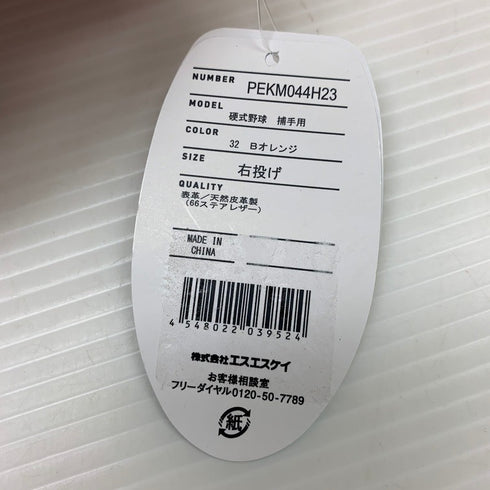 NUMBER PEKM044H23
MODEL 硬式野球 捕手用
COLOR 32 Bオレンジ
SIZE 右投げ
QUALITY
表革／天然皮革製
(66ステアレザー)
MADE IN
CHINA
4 548022 039524
株式会社エスエスケイ
お客様相談室
フリーダイヤル0120-50-7789
紙